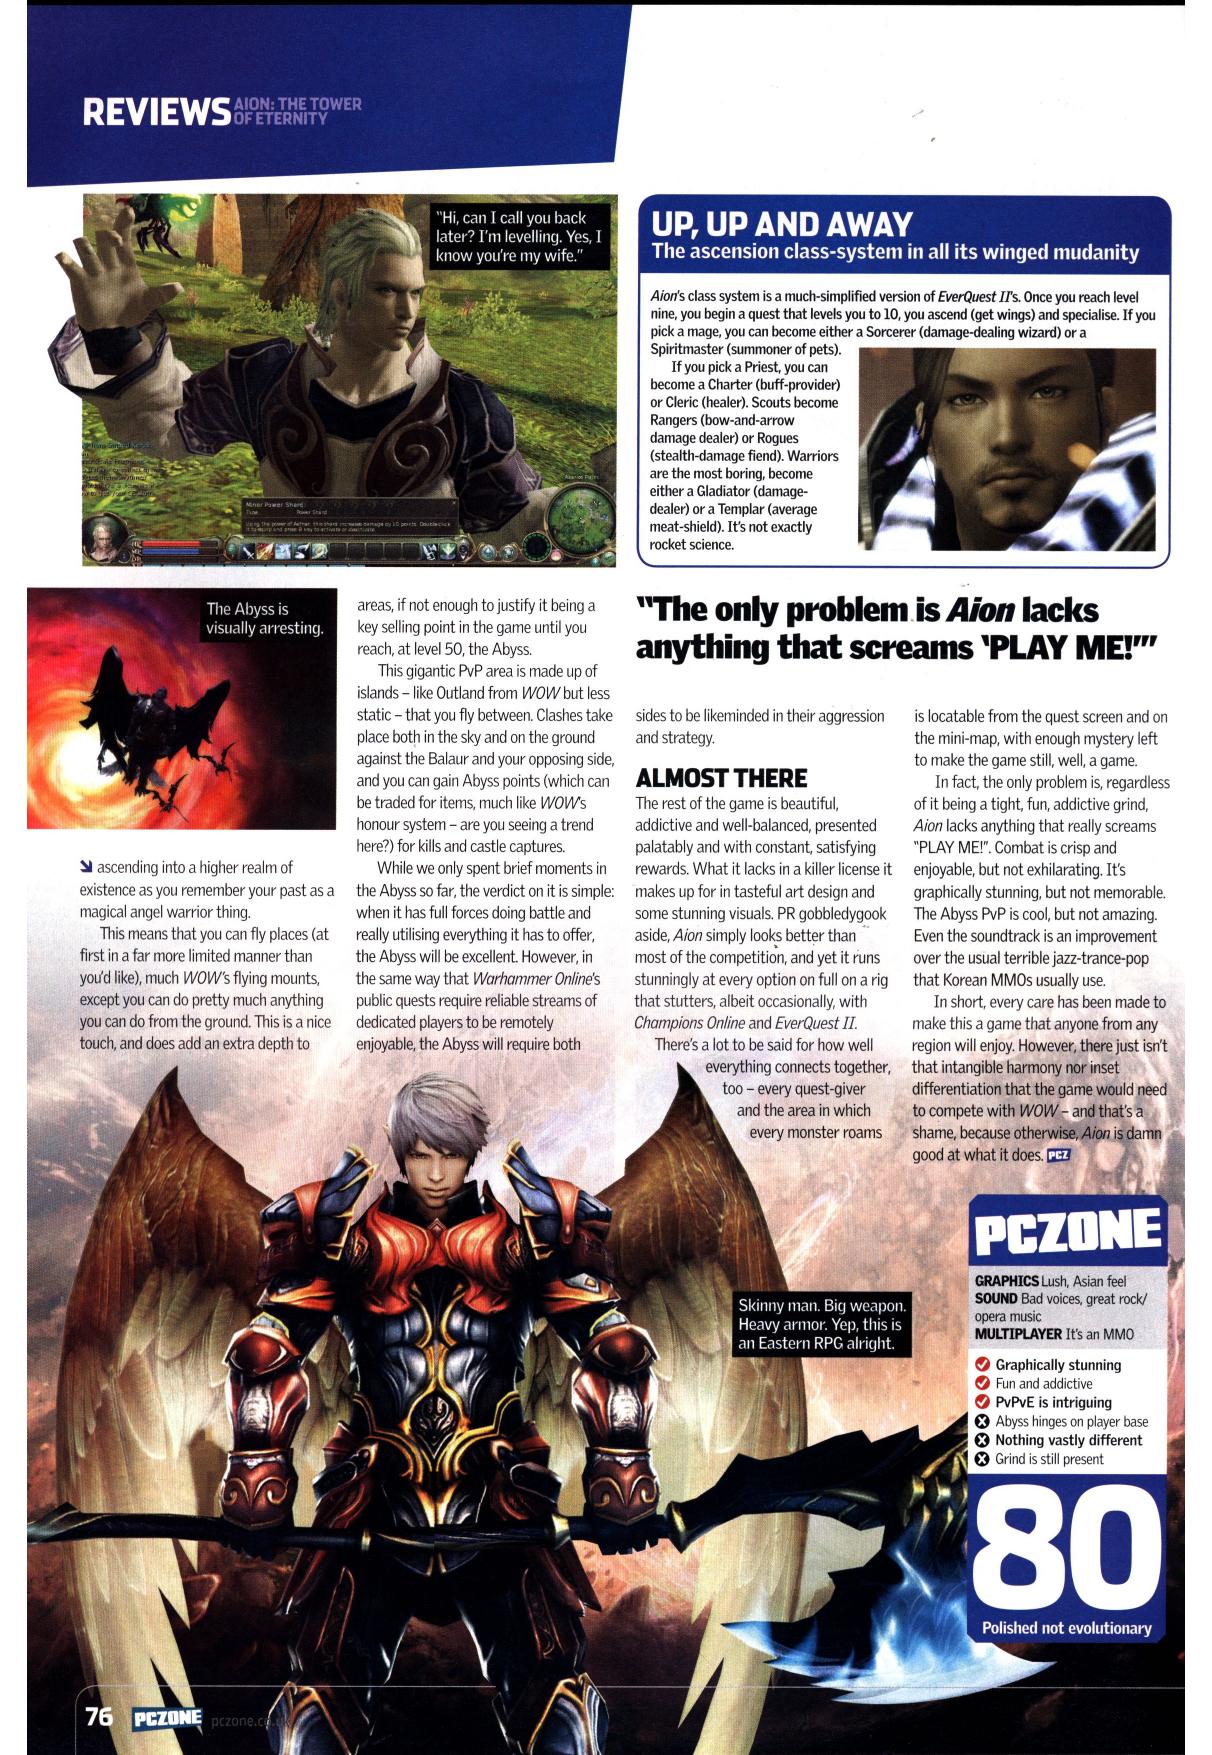 REVIEWS AION: THE TOWER
OF ETERNITY
"Hi, can I call you back
later? I'm levelling. Yes, I
know you're my wife."
Minor Power Shard:
Type
Power Shard
UP, UP AND AWAY
The ascension class-system in all its winged mudanity
Aion's class system is a much-simplified version of EverQuest II's. Once you reach level
nine, you begin a quest that levels you to 10, you ascend (get wings) and specialise. If you
pick a mage, you can become either a Sorcerer (damage-dealing wizard) or a
Spiritmaster (summoner of pets).
If you pick a Priest, you can
become a Charter (buff-provider)
or Cleric (healer). Scouts become
Rangers (bow-and-arrow
damage dealer) or Rogues
(stealth-damage fiend). Warriors
are the most boring, become
either a Gladiator (damage-
dealer) or a Templar (average
meat-shield). It's not exactly
rocket science.
The Abyss is
visually arresting.
ascending into a higher realm of
existence as you remember your past as a
magical angel warrior thing.
This means that you can fly places (at
first in a far more limited manner than
you'd like), much WOW's flying mounts,
except you can do pretty much anything
you can do from the ground. This is a nice
touch, and does add an extra depth to
areas, if not enough to justify it being a
key selling point in the game until you
reach, at level 50, the Abyss.
This gigantic PvP area is made up of
islands – like Outland from WOW but less
static – that you fly between. Clashes take
place both in the sky and on the ground
against the Balaur and your opposing side,
and you can gain Abyss points (which can
be traded for items, much like WOW's
honour system – are you seeing a trend
here?) for kills and castle captures.
While we only spent brief moments in
the Abyss so far, the verdict on it is simple:
when it has full forces doing battle and
really utilising everything it has to offer,
the Abyss will be excellent. However, in
the same way that Warhammer Online's
public quests require reliable streams of
dedicated players to be remotely
enjoyable, the Abyss will require both
"The only problem is Aion lacks
anything that screams 'PLAY ME!'"
sides to be likeminded in their aggression
and strategy.
ALMOST THERE
The rest of the game is beautiful,
addictive and well-balanced, presented
palatably and with constant, satisfying
rewards. What it lacks in a killer license it
makes up for in tasteful art design and
some stunning visuals. PR gobbledygook
aside, Aion simply looks better than
most of the competition, and yet it runs
stunningly at every option on full on a rig
that stutters, albeit occasionally, with
Champions Online and EverQuest II.
There's a lot to be said for how well
everything connects together,
too – every quest-giver
and the area in which
every monster roams
is locatable from the quest screen and on
the mini-map, with enough mystery left
to make the game still, well, a game.
In fact, the only problem is, regardless
of it being a tight, fun, addictive grind,
Aion lacks anything that really screams
"PLAY ME!". Combat is crisp and
enjoyable, but not exhilarating. It's
graphically stunning, but not memorable.
The Abyss PvP is cool, but not amazing.
Even the soundtrack is an improvement
over the usual terrible jazz-trance-pop
that Korean MMOs usually use.
In short, every care has been made to
make this a game that anyone from any
region will enjoy. However, there just isn't
that intangible harmony nor inset
differentiation that the game would need
to compete with WOW – and that's a
shame, because otherwise, Aion is damn
good at what it does. PCZ
Skinny man. Big weapon.
Heavy armor. Yep, this is
an Eastern RPG alright.
PCZONE
GRAPHICS Lush, Asian feel
SOUND Bad voices, great rock/
opera music
MULTIPLAYER It's an MMO
Graphically stunning
Fun and addictive
PvPvE is intriguing
Abyss hinges on player base
Nothing vastly different
Grind is still present
80
Polished not evolutionary
76 PCZONE pczone.co.uk